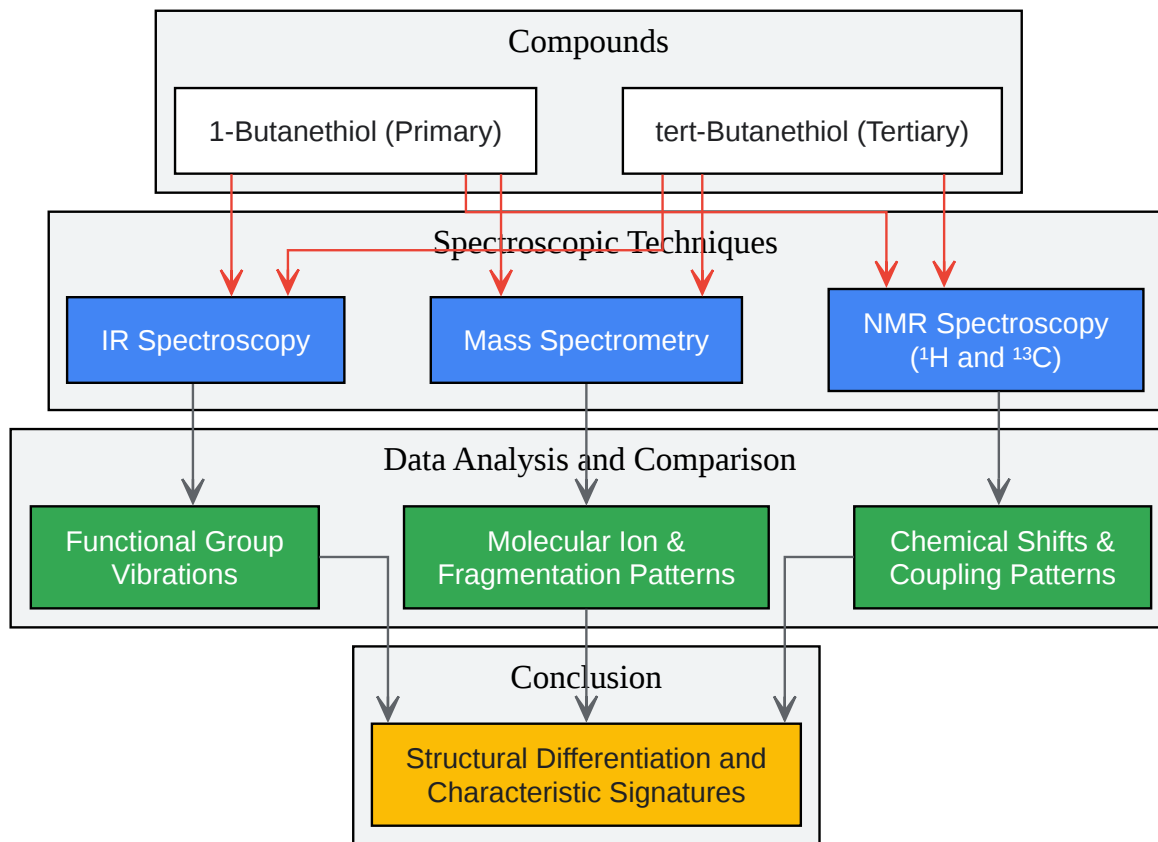 Compounds
1-Butanethiol (Primary)
tert-Butanethiol (Tertiary)
Spectroscopic Techniques
IR Spectroscopy
Mass Spectrometry
NMR Spectroscopy
(¹H and ¹³C)
Data Analysis and Comparison
Functional Group
Vibrations
Molecular Ion &
Fragmentation Patterns
Chemical Shifts &
Coupling Patterns
Conclusion
Structural Differentiation and
Characteristic Signatures